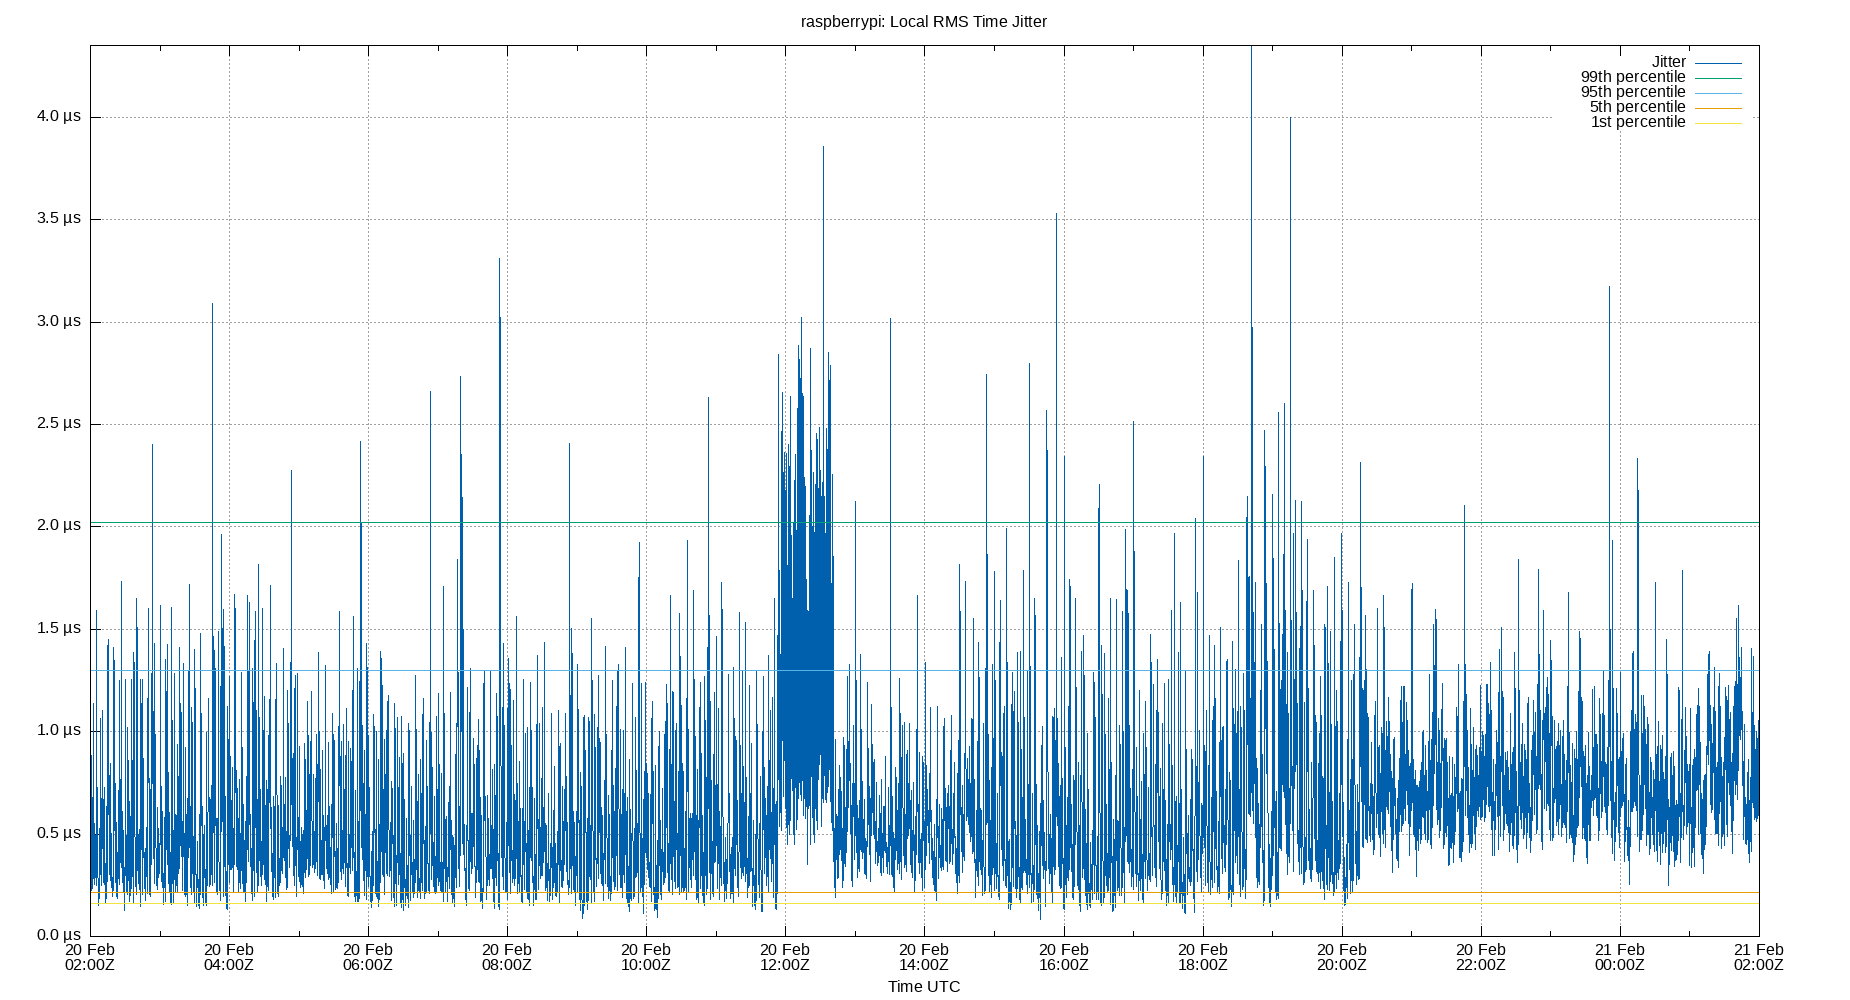 raspberrypi: Local RMS Time Jitter
Jitter
99th percentile
95th percentile
5th percentile
1st percentile
4.0 µs
3.5 µs
3.0 µs
2.5 µs
2.0 µs
1.5 µs
1.0 µs
0.5 µs
0.0 µs
20 Feb 20 Feb 20 Feb 20 Feb 20 Feb 20 Feb 20 Feb 20 Feb 20 Feb 20 Feb 20 Feb 21 Feb 21 Feb
02:00Z 04:00Z 06:00Z 08:00Z 10:00Z 12:00Z 14:00Z 16:00Z 18:00Z 20:00Z 22:00Z 00:00Z 02:00Z
Time UTC